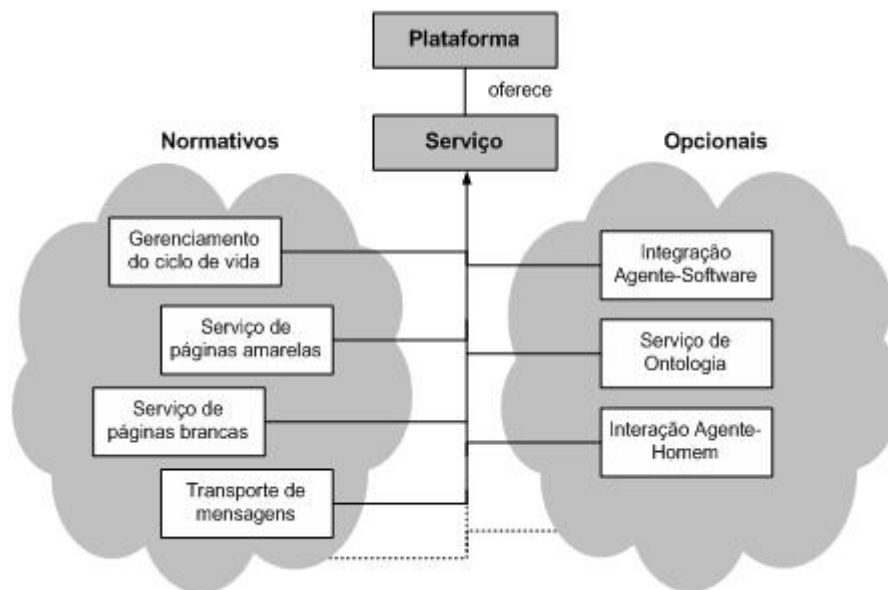 Plataforma
oferece
Normativos
Serviço
Opcionais
Gerenciamento
do ciclo de vida
Serviço de
páginas amarelas
Serviço de
páginas brancas
Transporte de
mensagens
Integração
Agente-Software
Serviço de
Ontologia
Interação Agente-
Homem